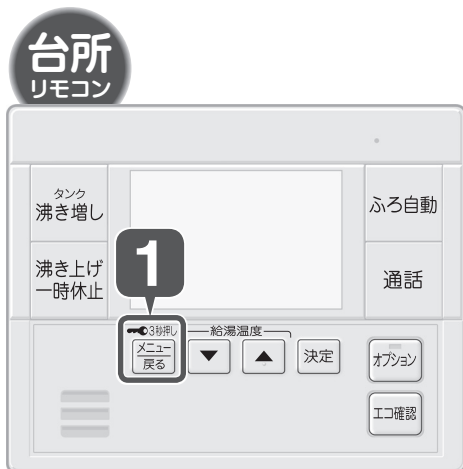 台所
リモコン
タンク
沸き増し
ふろ自動
沸き上げ
一時休止
1
通話
3秒押し
給湯温度
メニュー
戻る
▼
▲
決定
オプション
エコ確認